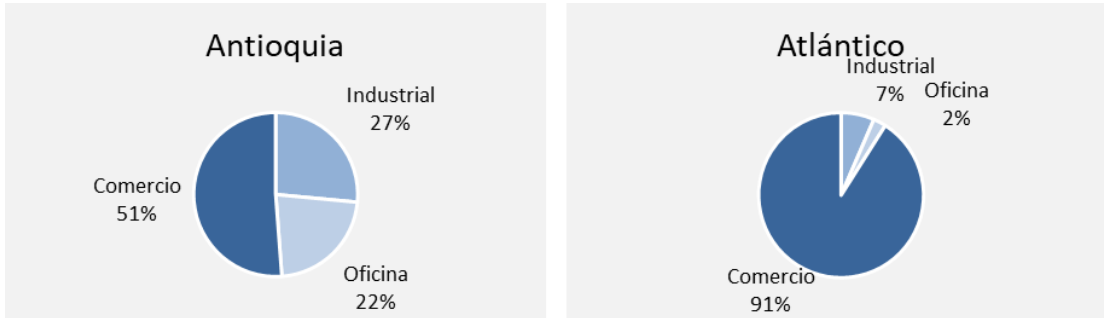 Antioquia
Industrial
27%
Comercio
51%
Oficina
22%
Atlántico
Industrial
7%
Oficina
2%
Comercio
91%